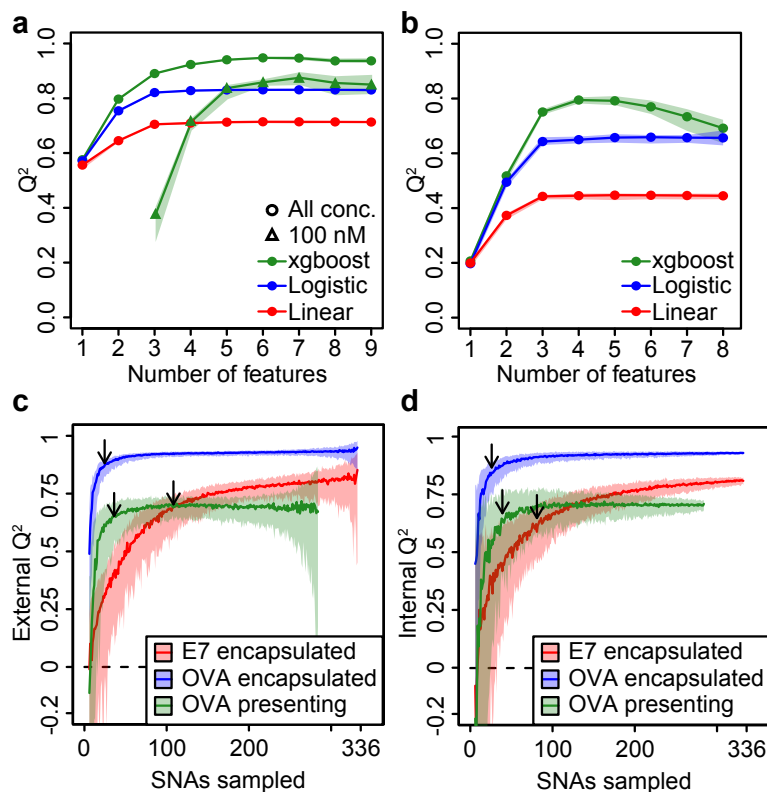 a
1.0
0.8
0.6
0.4
0.2
0.0
Q²
All conc.
100 nM
xgboost
Logistic
Linear
1 2 3 4 5 6 7 8 9
Number of features
b
1.0
0.8
0.6
0.4
0.2
0.0
Q²
xgboost
Logistic
Linear
1 2 3 4 5 6 7 8
Number of features
c
1
0.75
0.5
0.25
0
-0.2
External Q²
E7 encapsulated
OVA encapsulated
OVA presenting
0 100 200 336
SNAs sampled
d
1
0.75
0.5
0.25
0
-0.2
Internal Q²
E7 encapsulated
OVA encapsulated
OVA presenting
0 100 200 336
SNAs sampled